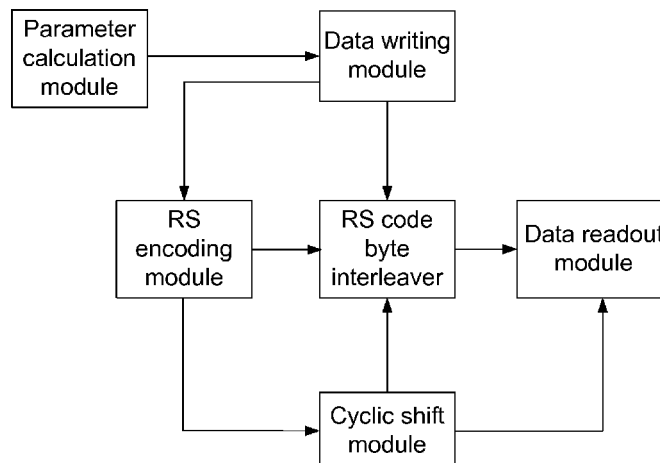 Parameter
calculation
module
Data writing
module
RS
encoding
module
RS code
byte
interleaver
Data readout
module
Cyclic shift
module